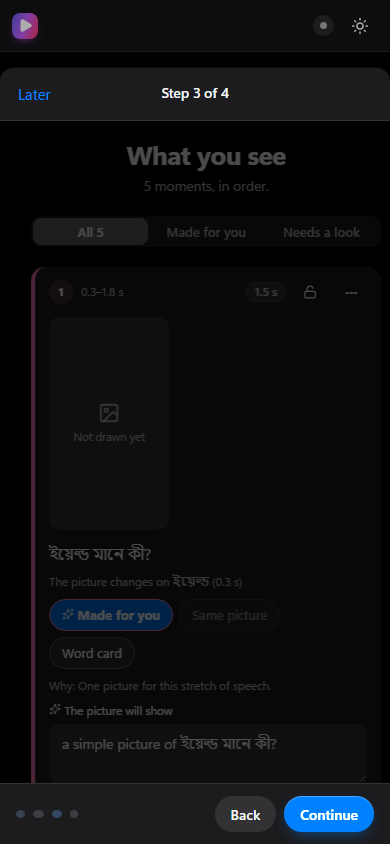 Later
Step 3 of 4
What you see
5 moments, in order.
All 5
Made for you
Needs a look
1
0.3–1.8 s
1.5 s
Not drawn yet
ইয়েল্ড মানে কী?
The picture changes on ইয়েল্ড (0.3 s)
Made for you
Same picture
Word card
Why: One picture for this stretch of speech.
The picture will show
a simple picture of ইয়েল্ড মানে কী?
Back
Continue